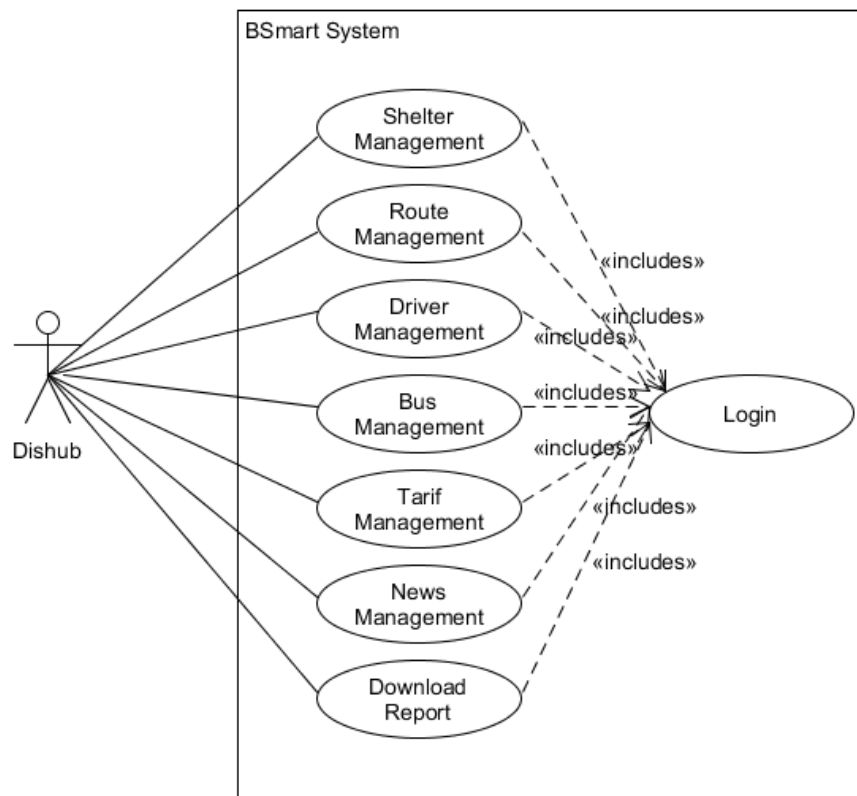 BSmart System
Shelter
Management
Route
Management
«includes»
Driver
Management
«includes»
«includes»
Bus
Management
«includes»
Login
Dishub
«includes»
Tarif
Management
«includes»
News
Management
«includes»
Download
Report